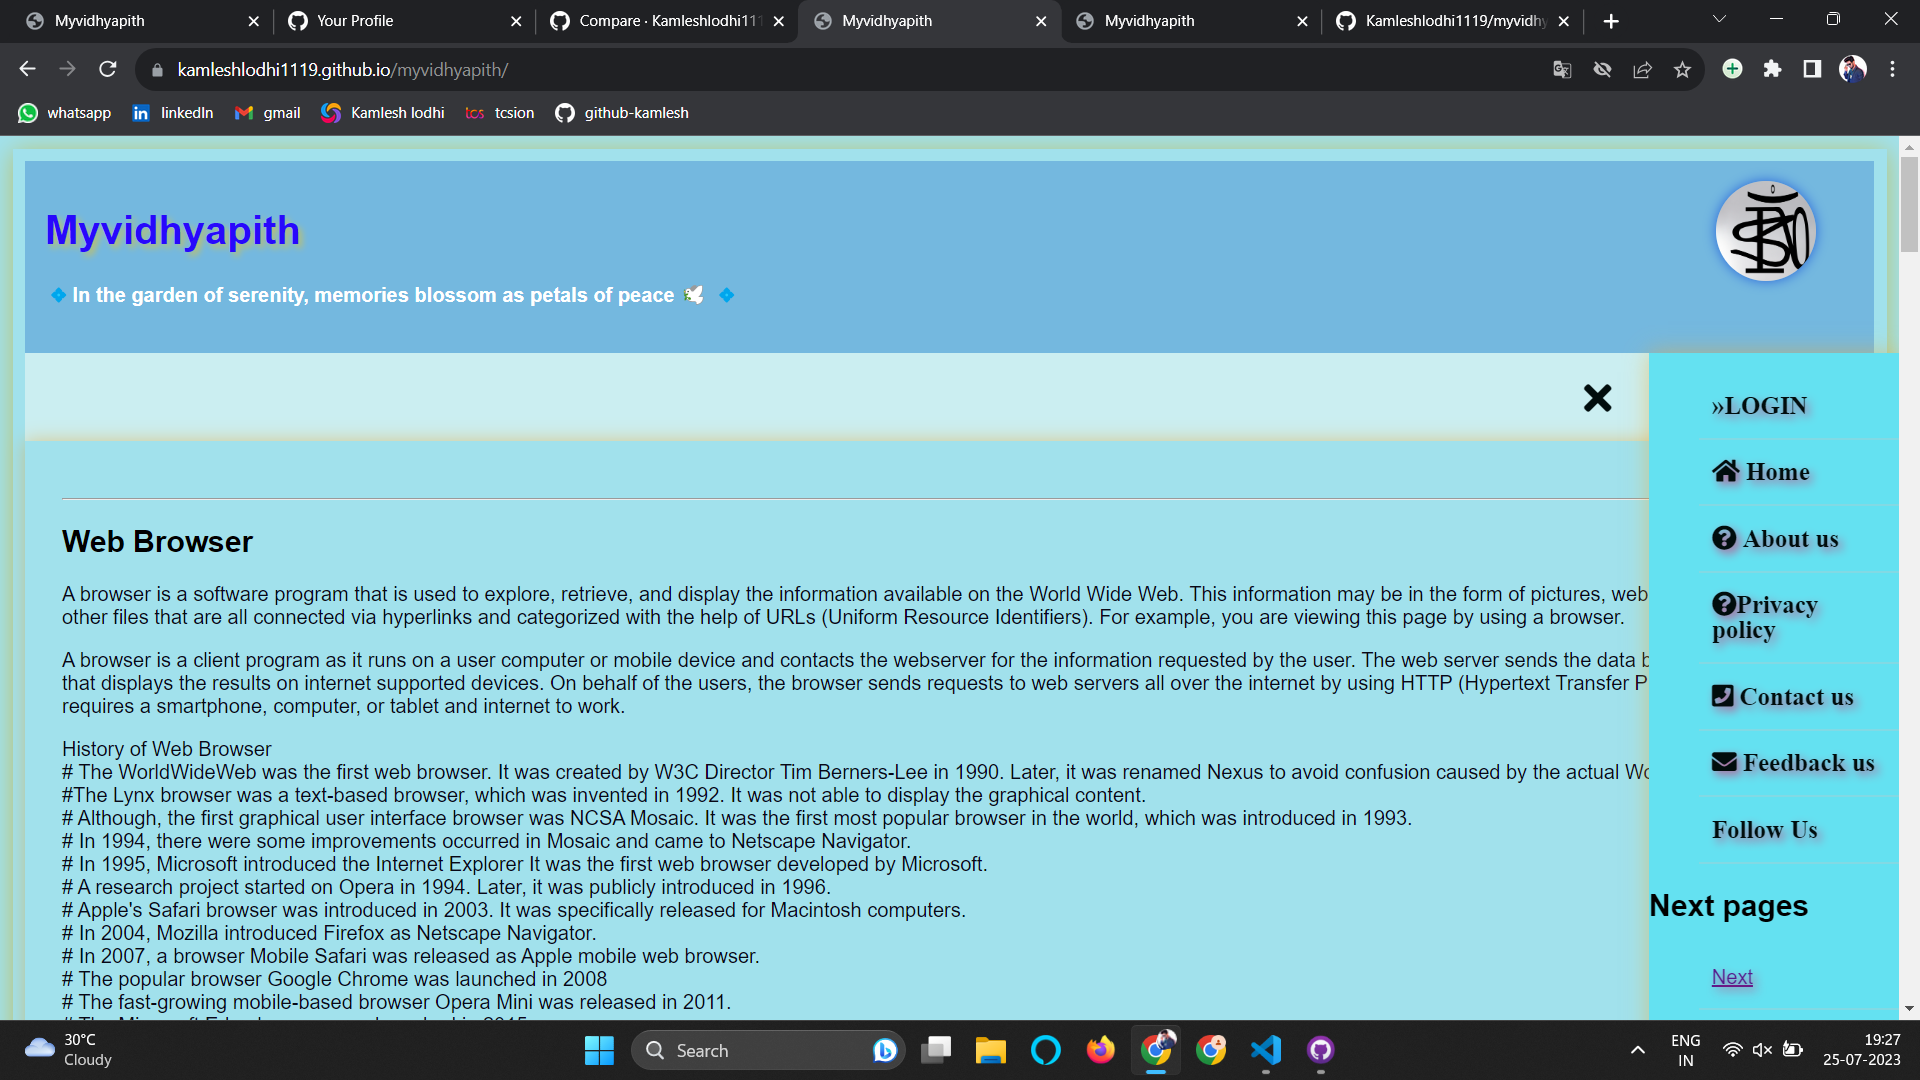 Myvidhyapith
Your Profile
Compare · Kamleshlodhi111
Myvidhyapith
Myvidhyapith
Kamleshlodhi1119/myvidhy
kamleshlodhi1119.github.io/myvidhyapith/
whatsapp
linkedIn
gmail
Kamlesh lodhi
tcs
tcsion
github-kamlesh
Myvidhyapith
In the garden of serenity, memories blossom as petals of peace
»LOGIN
Home
About us
Privacy
policy
Contact us
Feedback us
Follow Us
Next pages
Next
Web Browser
A browser is a software program that is used to explore, retrieve, and display the information available on the World Wide Web. This information may be in the form of pictures, web
other files that are all connected via hyperlinks and categorized with the help of URLs (Uniform Resource Identifiers). For example, you are viewing this page by using a browser.
A browser is a client program as it runs on a user computer or mobile device and contacts the webserver for the information requested by the user. The web server sends the data b
that displays the results on internet supported devices. On behalf of the users, the browser sends requests to web servers all over the internet by using HTTP (Hypertext Transfer P
requires a smartphone, computer, or tablet and internet to work.
History of Web Browser
# The WorldWideWeb was the first web browser. It was created by W3C Director Tim Berners-Lee in 1990. Later, it was renamed Nexus to avoid confusion caused by the actual Wo
#The Lynx browser was a text-based browser, which was invented in 1992. It was not able to display the graphical content.
# Although, the first graphical user interface browser was NCSA Mosaic. It was the first most popular browser in the world, which was introduced in 1993.
# In 1994, there were some improvements occurred in Mosaic and came to Netscape Navigator.
# In 1995, Microsoft introduced the Internet Explorer It was the first web browser developed by Microsoft.
# A research project started on Opera in 1994. Later, it was publicly introduced in 1996.
# Apple's Safari browser was introduced in 2003. It was specifically released for Macintosh computers.
# In 2004, Mozilla introduced Firefox as Netscape Navigator.
# In 2007, a browser Mobile Safari was released as Apple mobile web browser.
# The popular browser Google Chrome was launched in 2008
# The fast-growing mobile-based browser Opera Mini was released in 2011.
30°C
Cloudy
Search
ENG
IN
19:27
25-07-2023